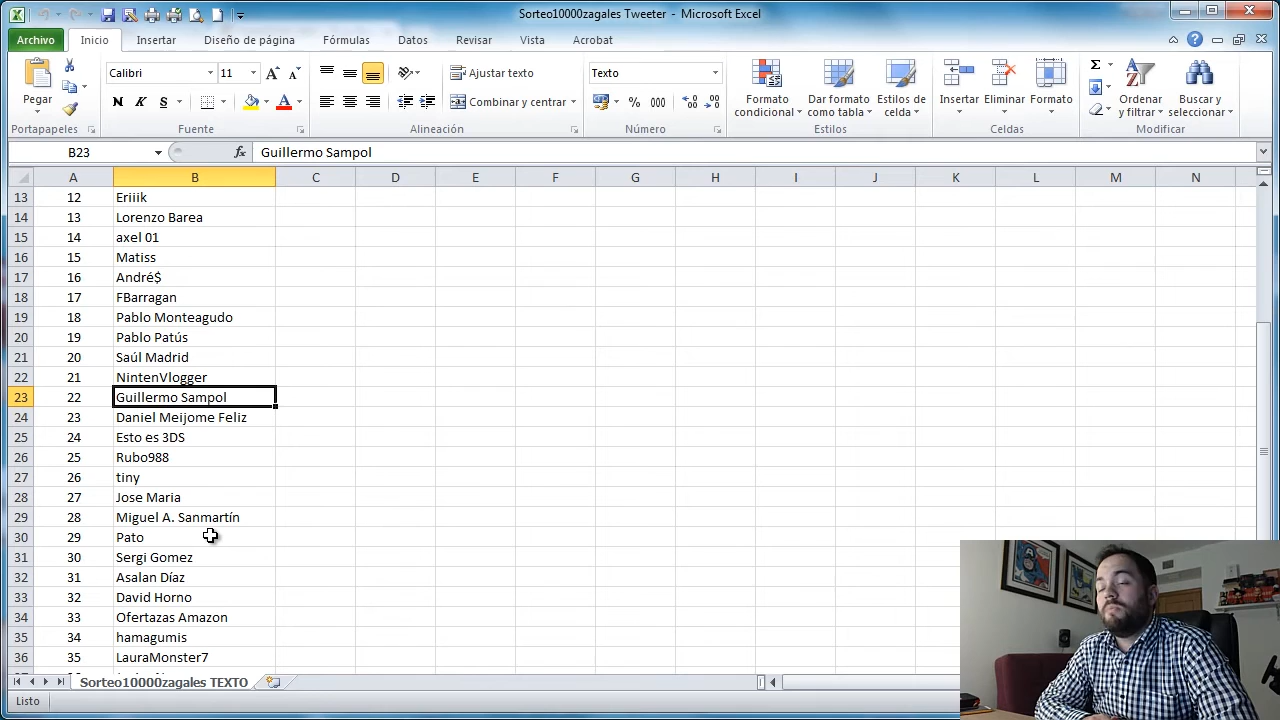 Sorteo10000zagales Tweeter - Microsoft Excel
Archivo Inicio Insertar Diseño de página Fórmulas Datos Revisar Vista Acrobat
Pegar
Portapapeles
Calibri 11
N K S A
Fuente
Ajustar texto
Combinar y centrar
Alineación
Texto
% 000
Número
Formato condicional
Dar formato como tabla
Estilos de celda
Estilos
Insertar Eliminar Formato
Celdas
Σ
Ordenar y filtrar
Buscar y seleccionar
Modificar
B23 fx Guillermo Sampol
A B C D E F G H I J K L M N
13 12 Eriiik
14 13 Lorenzo Barea
15 14 axel 01
16 15 Matiss
17 16 André$
18 17 FBarragan
19 18 Pablo Monteagudo
20 19 Pablo Patús
21 20 Saúl Madrid
22 21 NintenVlogger
23 22 Guillermo Sampol
24 23 Daniel Meijome Feliz
25 24 Esto es 3DS
26 25 Rubo988
27 26 tiny
28 27 Jose Maria
29 28 Miguel A. Sanmartín
30 29 Pato
31 30 Sergi Gomez
32 31 Asalan Díaz
33 32 David Horno
34 33 Ofertazas Amazon
35 34 hamagumis
36 35 LauraMonster7
Sorteo10000zagales TEXTO
Listo